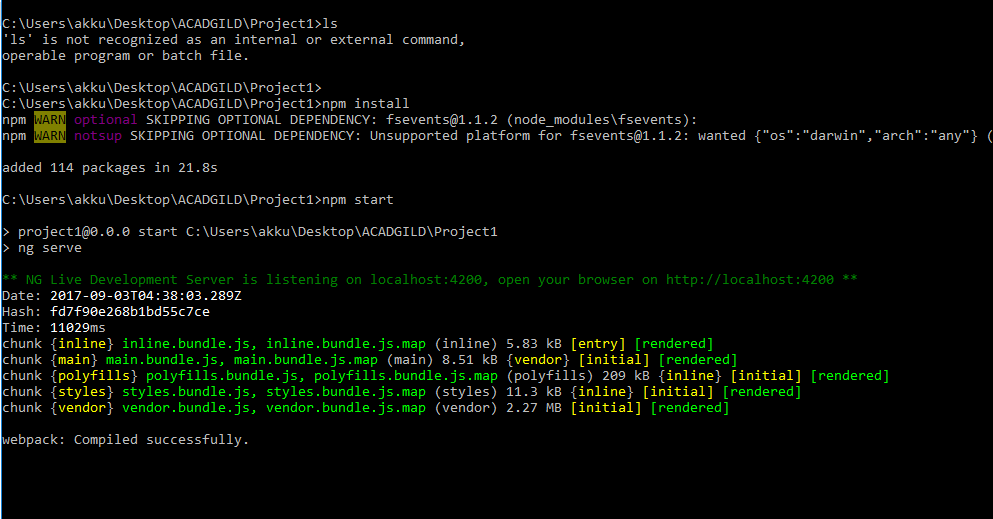 C:\Users\akku\Desktop\ACADGILD\Project1>ls
'ls' is not recognized as an internal or external command,
operable program or batch file.
C:\Users\akku\Desktop\ACADGILD\Project1>
C:\Users\akku\Desktop\ACADGILD\Project1>npm install
npm WARN optional SKIPPING OPTIONAL DEPENDENCY: fsevents@1.1.2 (node_modules\fsevents):
npm WARN notsup SKIPPING OPTIONAL DEPENDENCY: Unsupported platform for fsevents@1.1.2: wanted {"os":"darwin","arch":"any"} (
added 114 packages in 21.8s
C:\Users\akku\Desktop\ACADGILD\Project1>npm start
> project1@0.0.0 start C:\Users\akku\Desktop\ACADGILD\Project1
> ng serve
** NG Live Development Server is listening on localhost:4200, open your browser on http://localhost:4200 **
Date: 2017-09-03T04:38:03.289Z
Hash: fd7f90e268b1bd55c7ce
Time: 11029ms
chunk {inline} inline.bundle.js, inline.bundle.js.map (inline) 5.83 kB [entry] [rendered]
chunk {main} main.bundle.js, main.bundle.js.map (main) 8.51 kB {vendor} [initial] [rendered]
chunk {polyfills} polyfills.bundle.js, polyfills.bundle.js.map (polyfills) 209 kB {inline} [initial] [rendered]
chunk {styles} styles.bundle.js, styles.bundle.js.map (styles) 11.3 kB {inline} [initial] [rendered]
chunk {vendor} vendor.bundle.js, vendor.bundle.js.map (vendor) 2.27 MB [initial] [rendered]
webpack: Compiled successfully.